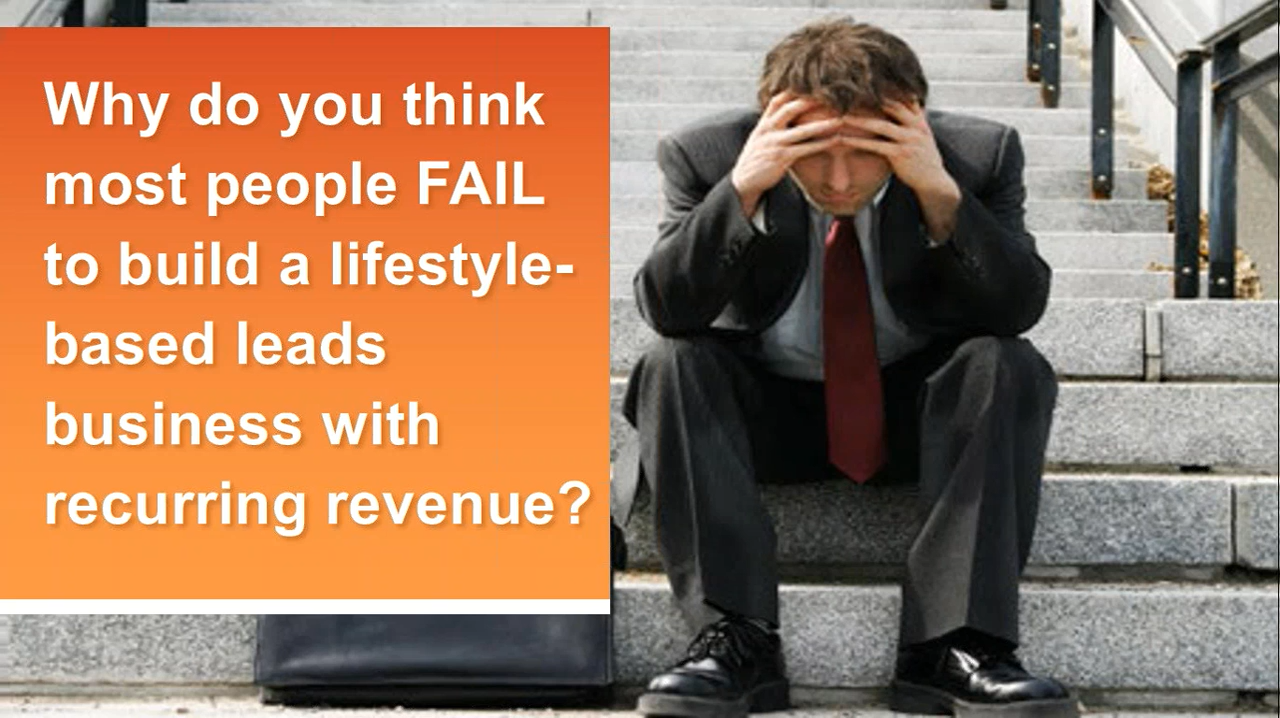 Why do you think
most people FAIL
to build a lifestyle-
based leads
business with
recurring revenue?